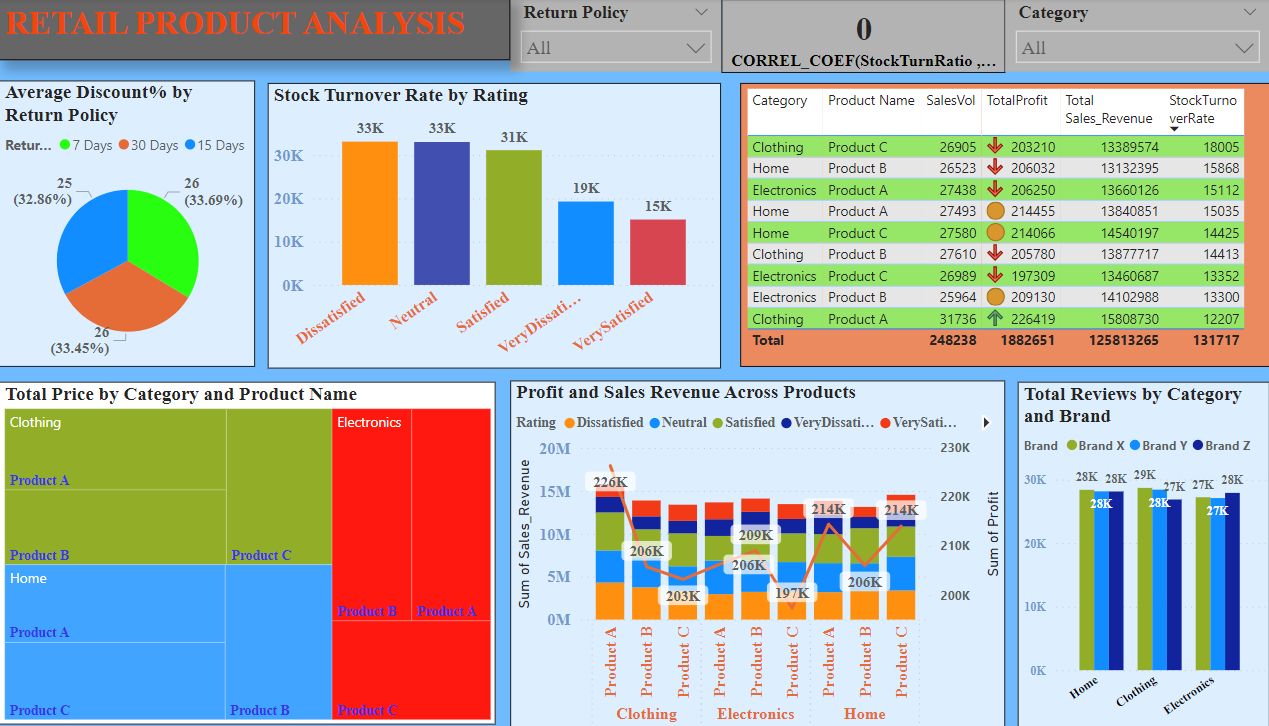 RETAIL PRODUCT ANALYSIS
Return Policy
All
0
CORREL_COEF(StockTurnRatio ,...
Category
All
Average Discount% by
Return Policy
Retur... 7 Days 30 Days 15 Days
25
(32.86%)
26
(33.69%)
26
(33.45%)
Stock Turnover Rate by Rating
33K 33K 31K 19K 15K
30K
20K
10K
0K
Dissatisfied Neutral Satisfied VeryDissati... VerySatisfied
Category Product Name SalesVol TotalProfit Total Sales_Revenue StockTurnoverRate
Clothing Product C 26905 203210 13389574 18005
Home Product B 26523 206032 13132395 15868
Electronics Product A 27438 206250 13660126 15112
Home Product A 27493 214455 13840851 15035
Home Product C 27580 214066 14540197 14425
Clothing Product B 27610 205780 13877717 14413
Electronics Product C 26989 197309 13460687 13352
Electronics Product B 25964 209130 14102988 13300
Clothing Product A 31736 226419 15808730 12207
Total 248238 1882651 125813265 131717
Total Price by Category and Product Name
Clothing
Product A
Product B
Product C
Home
Product A
Product C
Product B
Electronics
Product B
Product A
Product C
Profit and Sales Revenue Across Products
Rating Dissatisfied Neutral Satisfied VeryDissati... VerySati...
Sum of Sales_Revenue
20M
15M
10M
5M
0M
226K
206K
203K
206K
209K
197K
214K
206K
214K
230K
220K
210K
200K
Sum of Profit
Product A Product B Product C Product A Product B Product C Product A Product B Product C
Clothing Electronics Home
Total Reviews by Category
and Brand
Brand Brand X Brand Y Brand Z
30K
20K
10K
0K
28K 28K 28K
29K 28K 27K
27K 27K 28K
Home Clothing Electronics